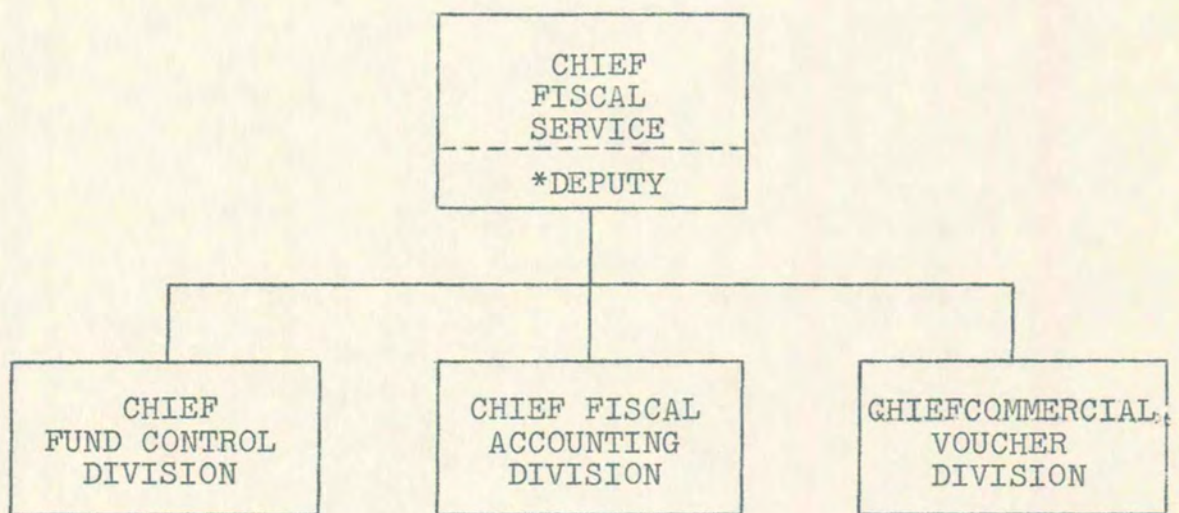 CHIEF
FISCAL
SERVICE
*DEPUTY
CHIEF
FUND CONTROL
DIVISION
CHIEF FISCAL
ACCOUNTING
DIVISION
GHIEFCOMMERCIAL
VOUCHER
DIVISION